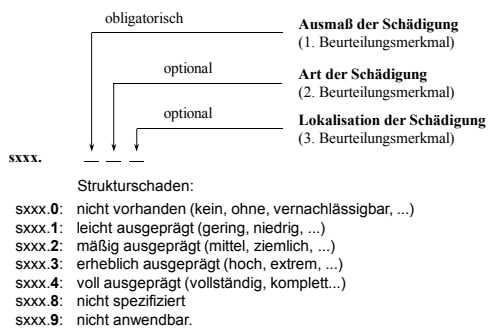 obligatorisch
Ausmaß der Schädigung
(1. Beurteilungsmerkmal)
optional
Art der Schädigung
(2. Beurteilungsmerkmal)
optional
Lokalisation der Schädigung
(3. Beurteilungsmerkmal)
sxxx. _ _ _
Strukturschaden:
sxxx.0: nicht vorhanden (kein, ohne, vernachlässigbar, ...)
sxxx.1: leicht ausgeprägt (gering, niedrig, ...)
sxxx.2: mäßig ausgeprägt (mittel, ziemlich, ...)
sxxx.3: erheblich ausgeprägt (hoch, extrem, ...)
sxxx.4: voll ausgeprägt (vollständig, komplett...)
sxxx.8: nicht spezifiziert
sxxx.9: nicht anwendbar.